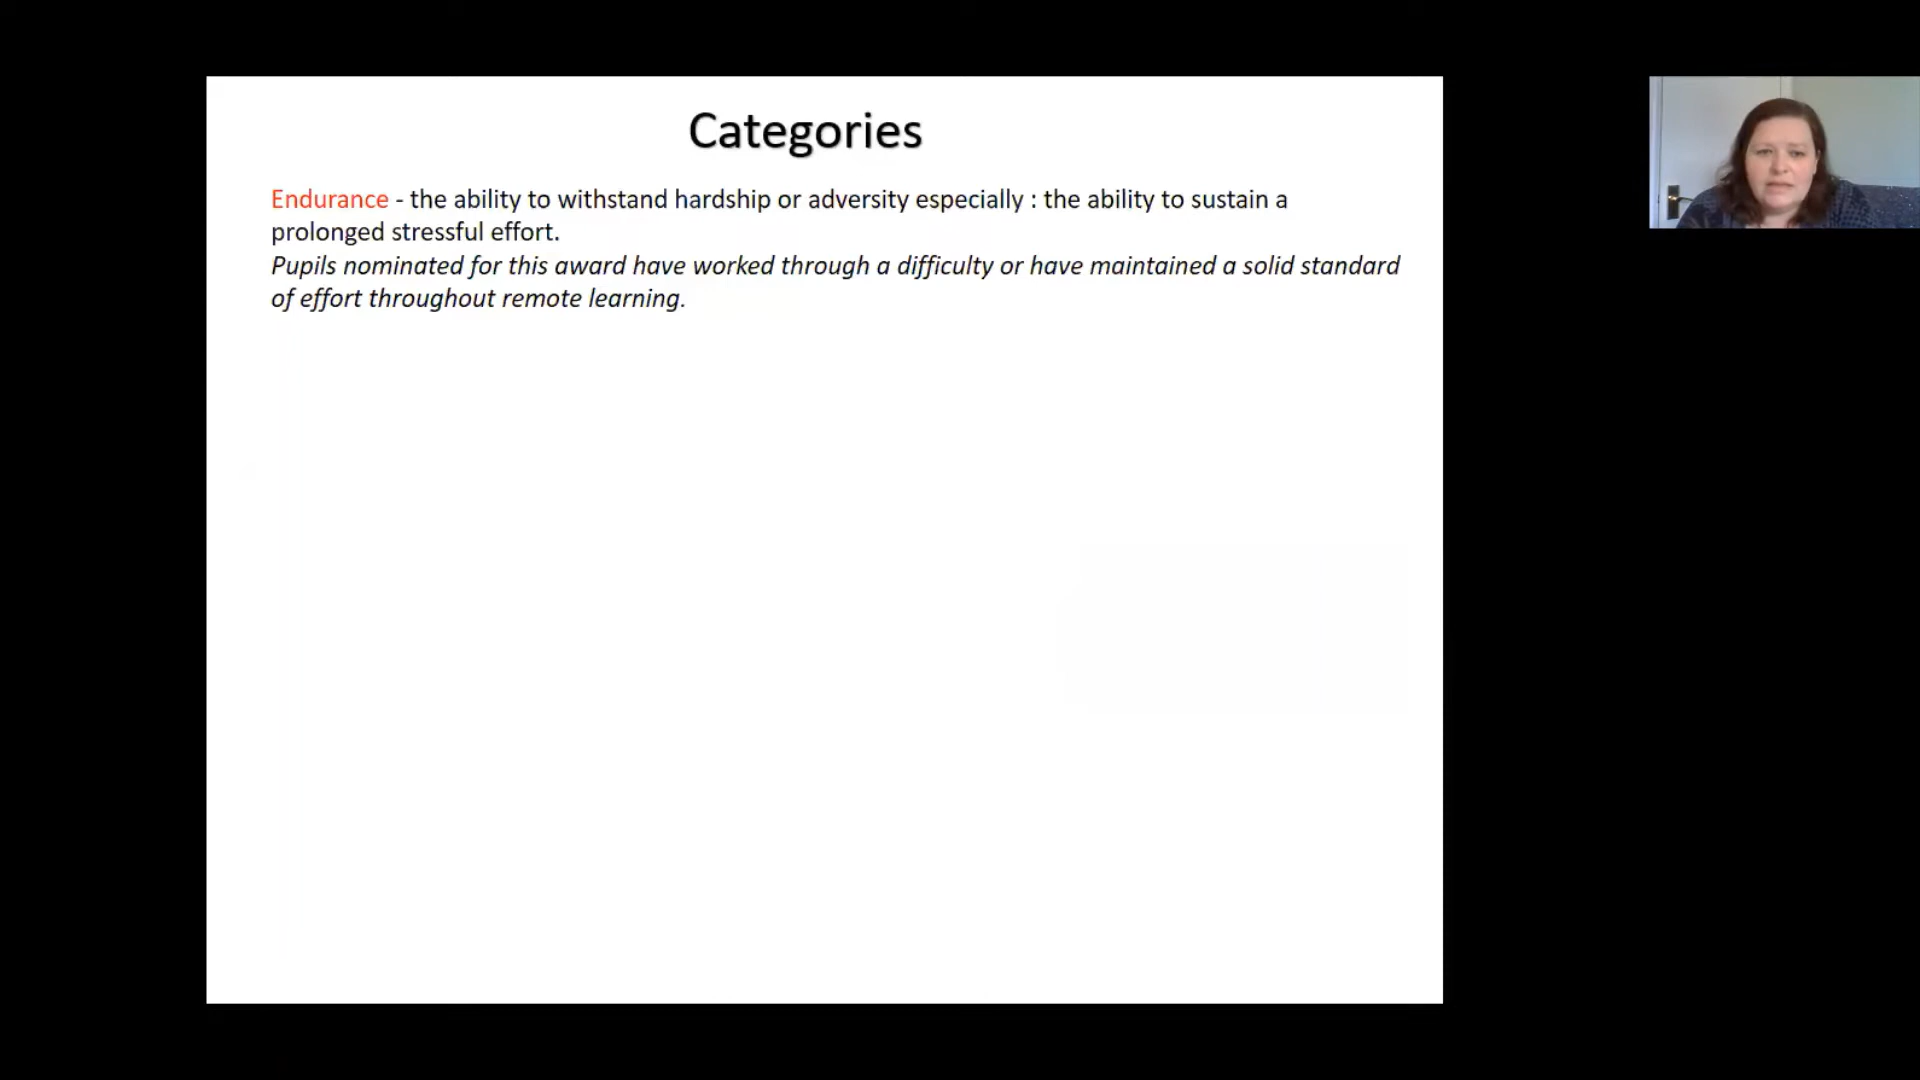 Categories
Endurance - the ability to withstand hardship or adversity especially : the ability to sustain a
prolonged stressful effort.
Pupils nominated for this award have worked through a difficulty or have maintained a solid standard
of effort throughout remote learning.